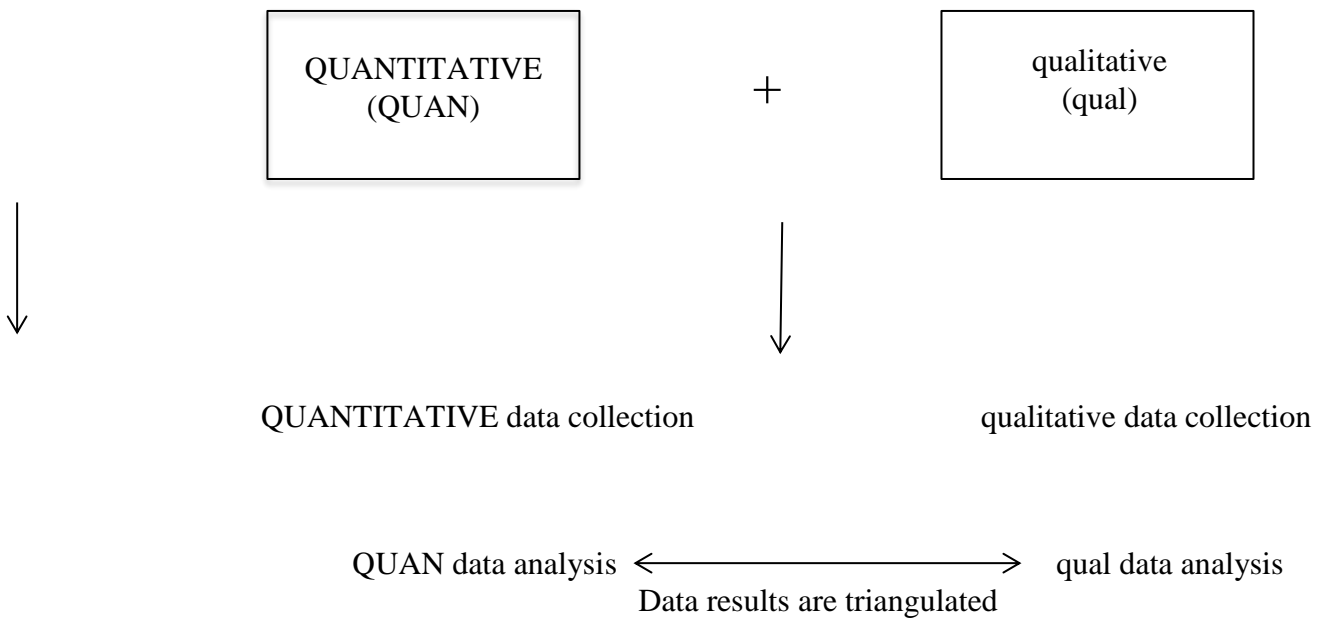 QUANTITATIVE
(QUAN)
+
qualitative
(qual)
QUANTITATIVE data collection
qualitative data collection
QUAN data analysis
qual data analysis
Data results are triangulated